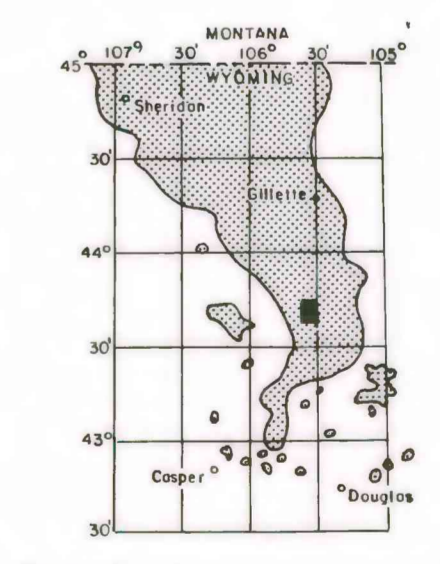 MONTANA
45° 107° 30' 106° 30' 105°
WYOMING
Sheridan
30'
Gillette
44°
30'
43°
Casper
Douglas
30'